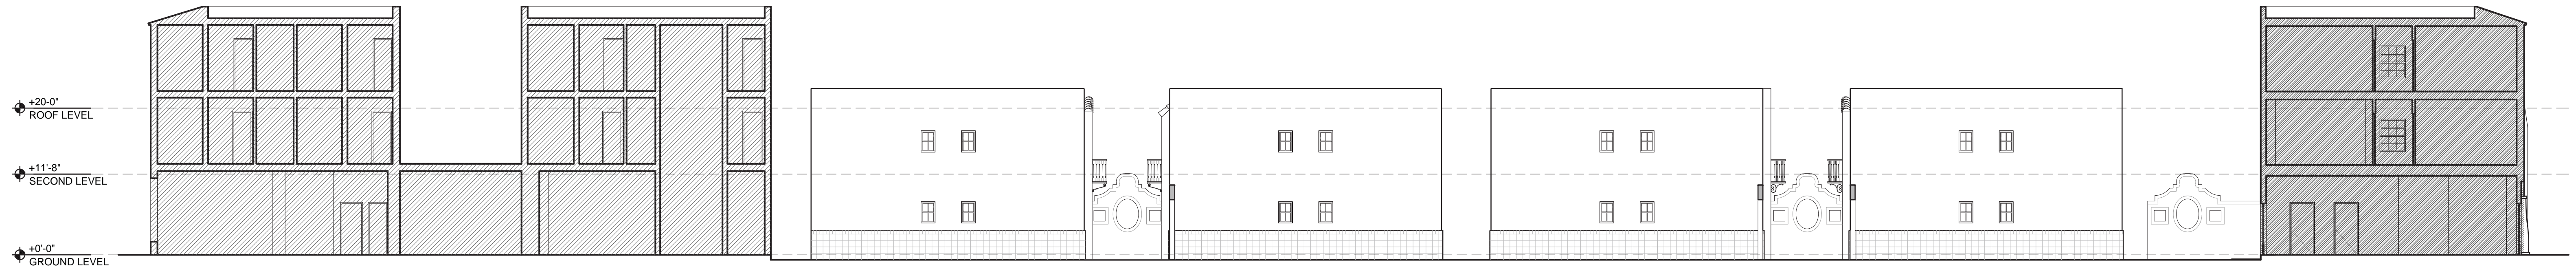 +20-0"
ROOF LEVEL
+11'-8"
SECOND LEVEL
+0'-0"
GROUND LEVEL